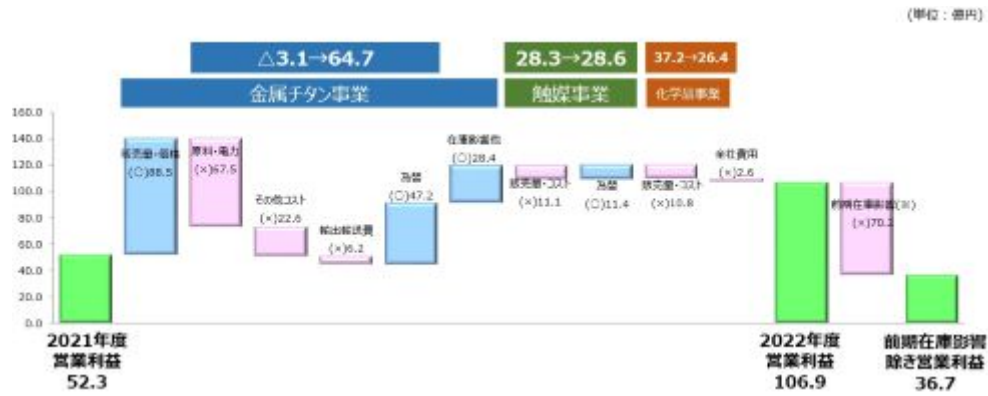 (単位：億円)
△3.1→64.7
28.3→28.6
37.2→26.4
金属チタン事業
触媒事業
化学品事業
160.0
140.0
120.0
100.0
80.0
60.0
40.0
20.0
0.0
販売量・価格
(○)88.5
原料・電力
(×)67.5
その他コスト
(×)22.6
輸出輸送費
(×)6.2
為替
(○)47.2
在庫影響他
(○)28.4
販売量・コスト
(×)11.1
為替
(○)11.4
販売量・コスト
(×)10.8
全社費用
(×)2.6
前期在庫影響(※)
(×)70.2
2021年度
営業利益
52.3
2022年度
営業利益
106.9
前期在庫影響
除き営業利益
36.7